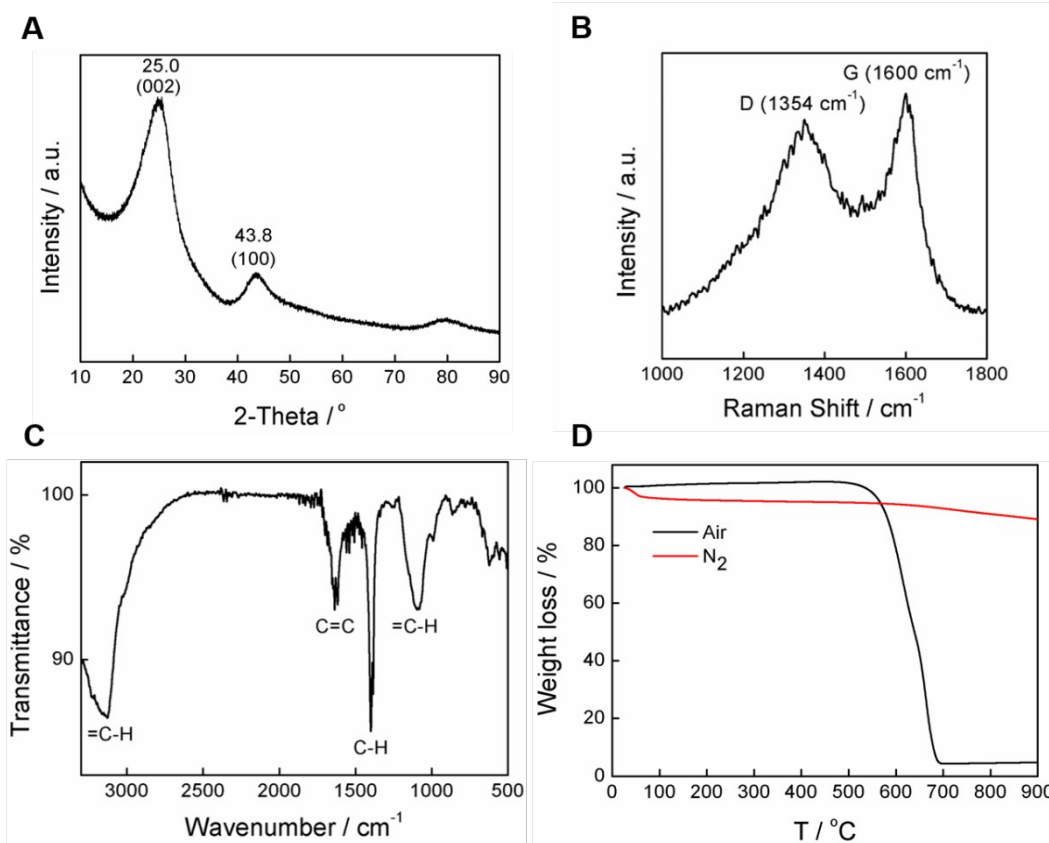 A
25.0
(002)
43.8
(100)
Intensity / a.u.
10 20 30 40 50 60 70 80 90
2-Theta / °
B
G (1600 cm⁻¹)
D (1354 cm⁻¹)
Intensity / a.u.
1000 1200 1400 1600 1800
Raman Shift / cm⁻¹
C
100
90
Transmittance / %
C=C
=C-H
=C-H
C-H
3000 2500 2000 1500 1000 500
Wavenumber / cm⁻¹
D
100
80
60
40
20
0
Weight loss / %
Air
N₂
0 100 200 300 400 500 600 700 800 900
T / °C